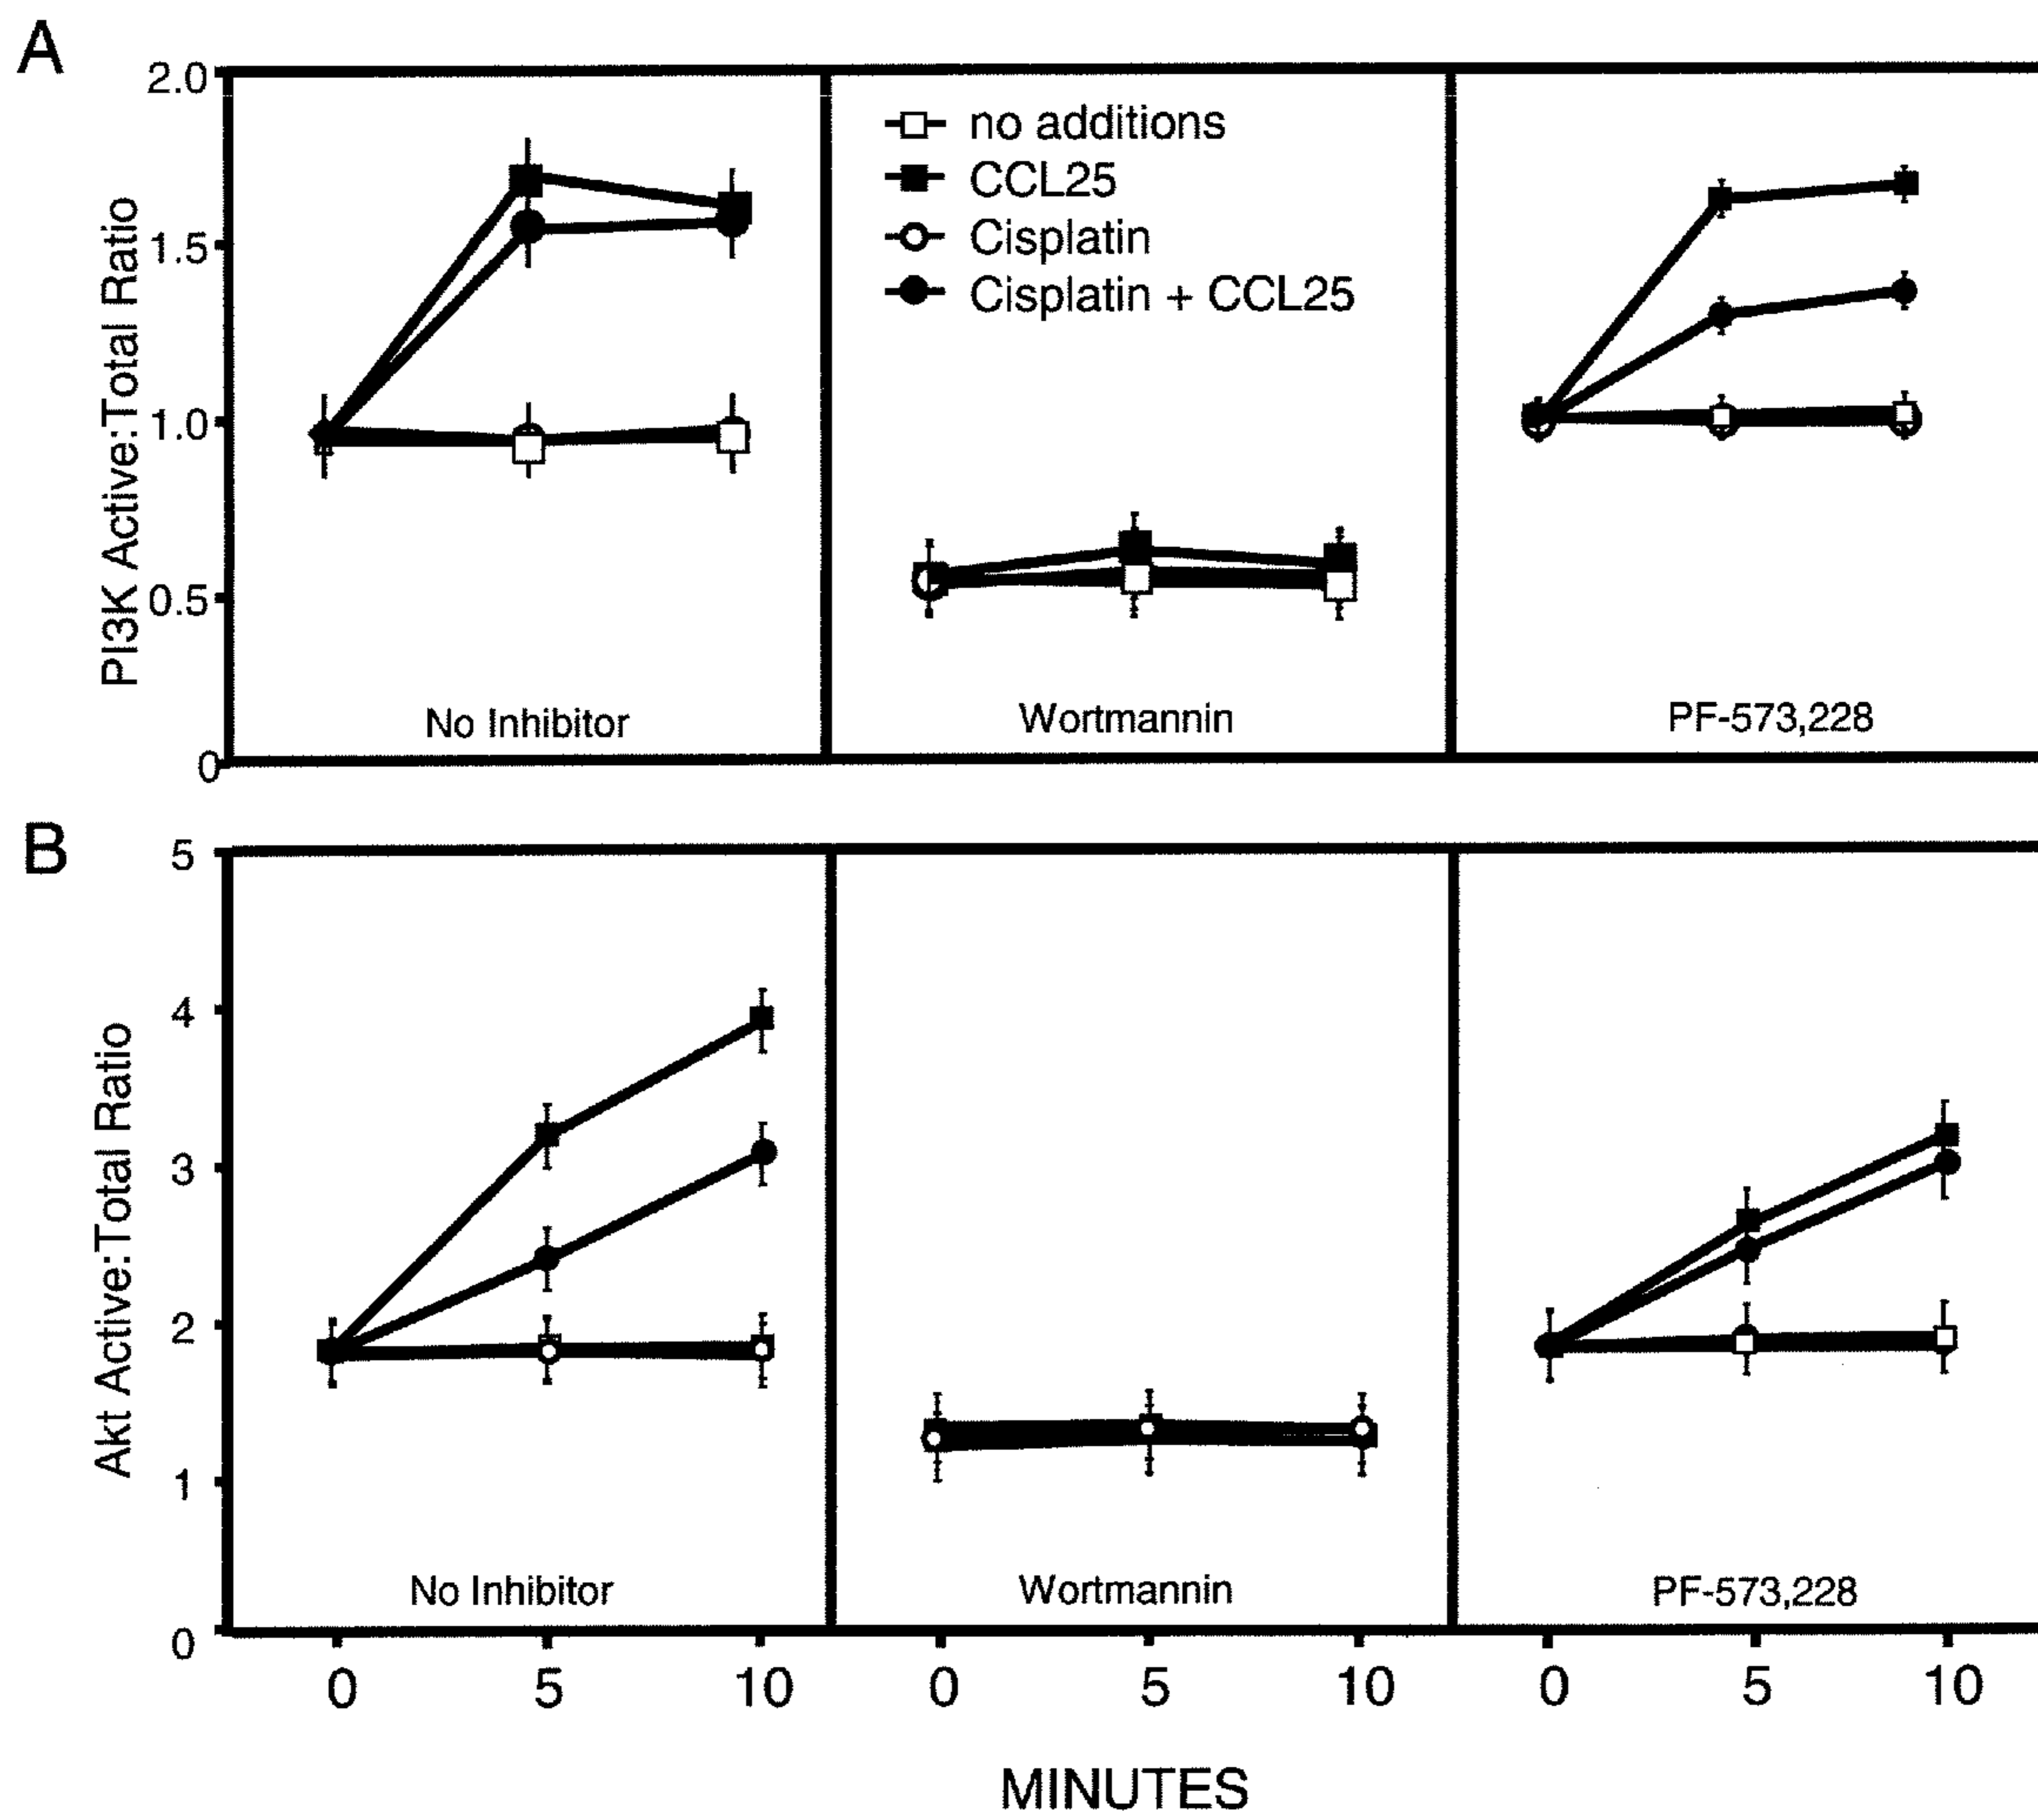 A
PI3K Active:Total Ratio
2.0
1.5
1.0
0.5
0
no additions
CCL25
Cisplatin
Cisplatin + CCL25
No Inhibitor
Wortmannin
PF-573,228
B
Akt Active:Total Ratio
5
4
3
2
1
0
No Inhibitor
Wortmannin
PF-573,228
0 5 10 0 5 10 0 5 10
MINUTES